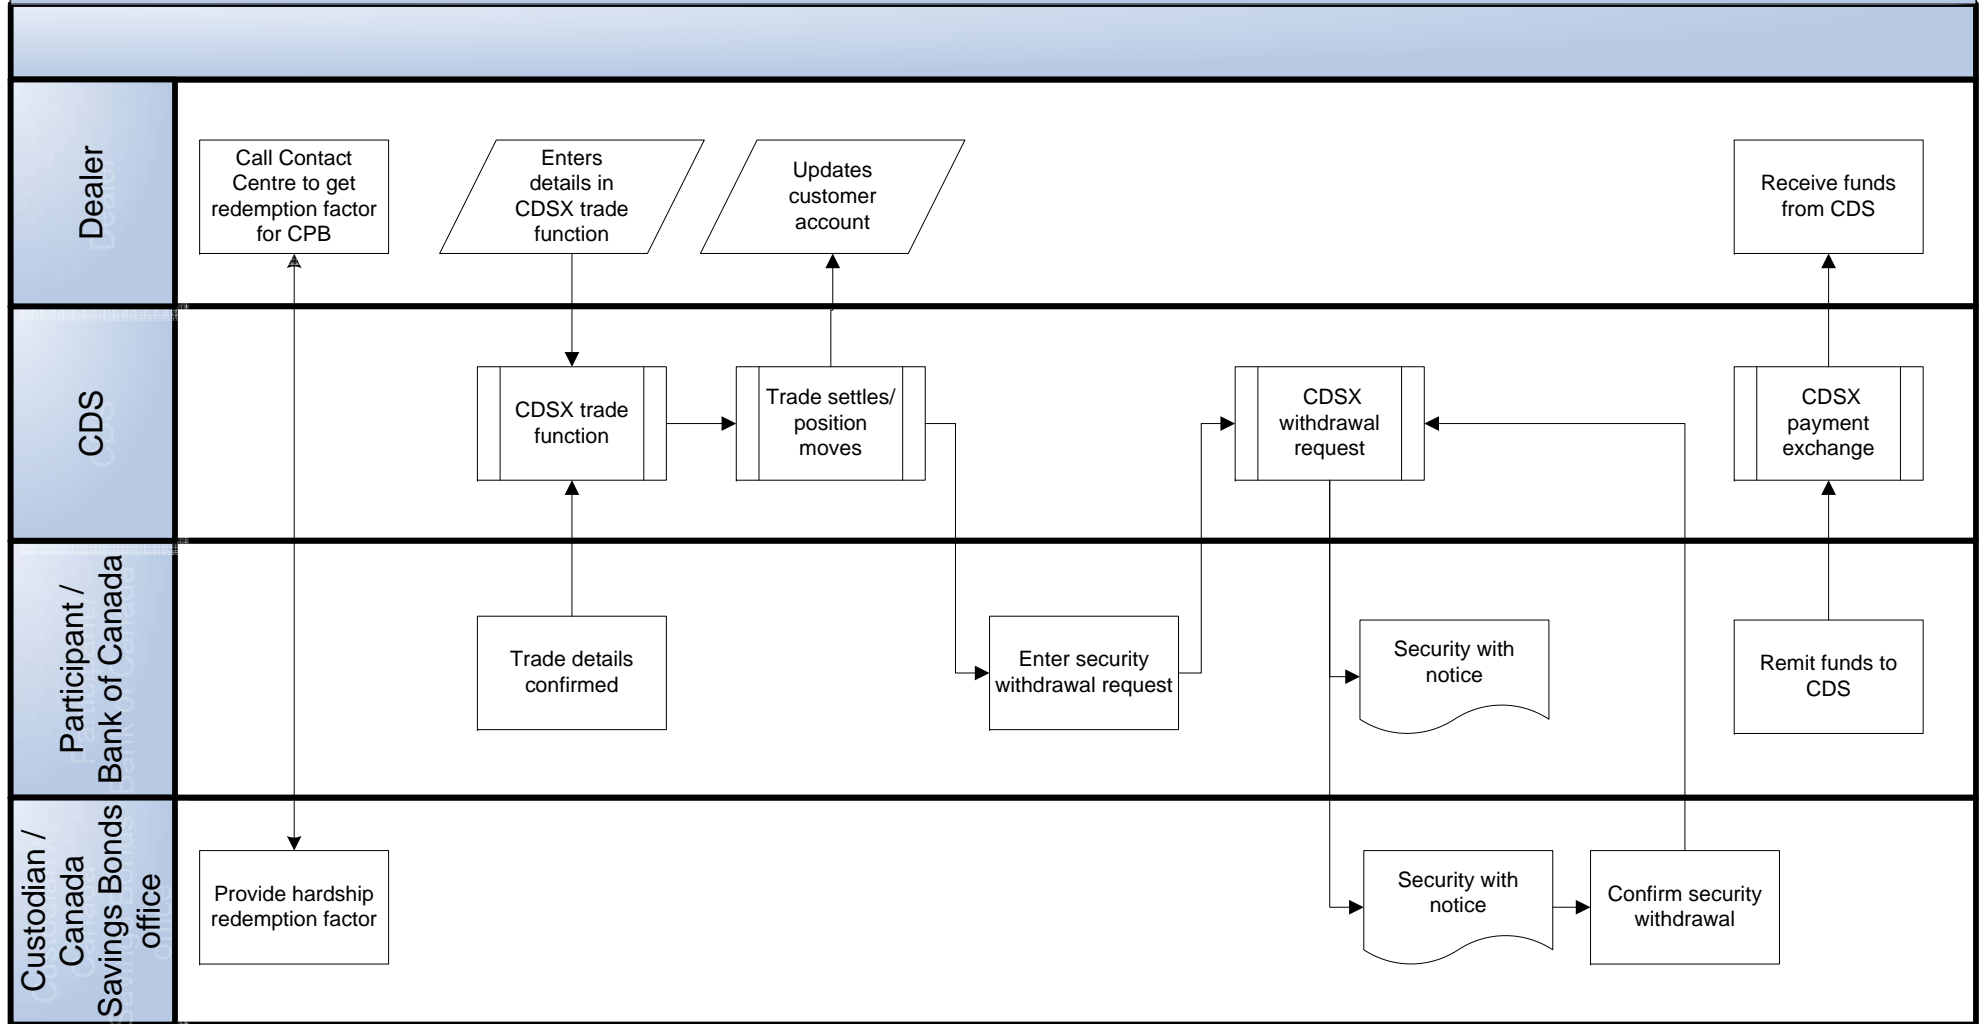 Dealer
Call Contact
Centre to get
redemption factor
for CPB
Enters
details in
CDSX trade
function
Updates
customer
account
Receive funds
from CDS
CDS
CDSX trade
function
Trade settles/
position
moves
CDSX
withdrawal
request
CDSX
payment
exchange
Participant /
Bank of Canada
Trade details
confirmed
Enter security
withdrawal request
Security with
notice
Remit funds to
CDS
Custodian /
Canada
Savings Bonds
office
Provide hardship
redemption factor
Security with
notice
Confirm security
withdrawal